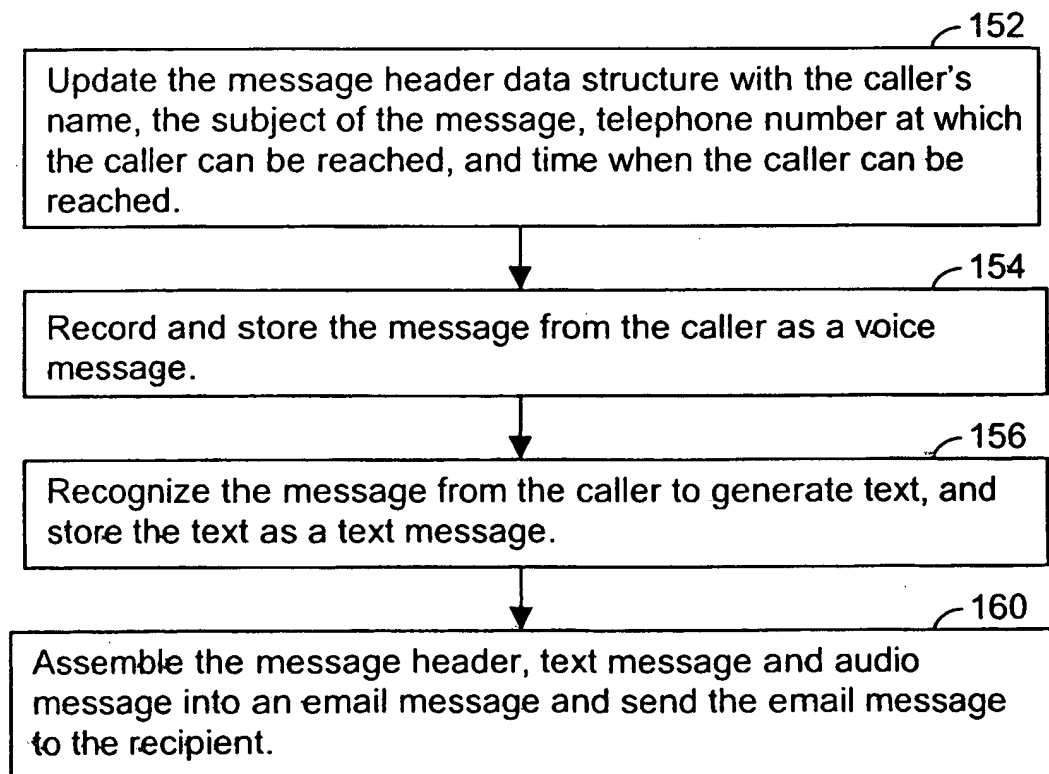 152
Update the message header data structure with the caller's
name, the subject of the message, telephone number at which
the caller can be reached, and time when the caller can be
reached.
154
Record and store the message from the caller as a voice
message.
156
Recognize the message from the caller to generate text, and
store the text as a text message.
160
Assemble the message header, text message and audio
message into an email message and send the email message
to the recipient.